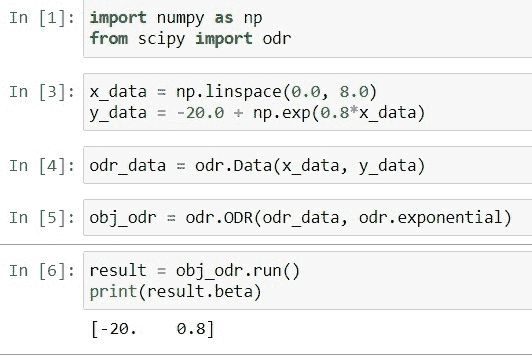 In [1]: import numpy as np
from scipy import odr
In [3]: x_data = np.linspace(0.0, 8.0)
y_data = -20.0 + np.exp(0.8*x_data)
In [4]: odr_data = odr.Data(x_data, y_data)
In [5]: obj_odr = odr.ODR(odr_data, odr.exponential)
In [6]: result = obj_odr.run()
print(result.beta)
[-20.    0.8]